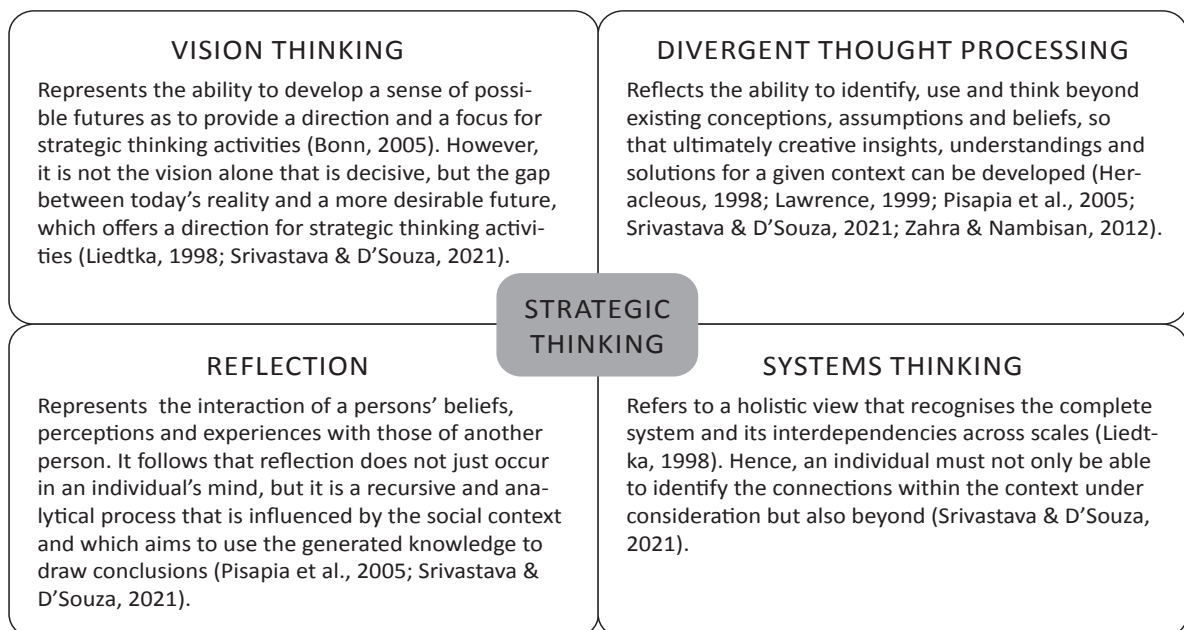 VISION THINKING
Represents the ability to develop a sense of possi-
ble futures as to provide a direction and a focus for
strategic thinking activities (Bonn, 2005). However,
it is not the vision alone that is decisive, but the gap
between today’s reality and a more desirable future,
which offers a direction for strategic thinking activi-
ties (Liedtka, 1998; Srivastava & D’Souza, 2021).
DIVERGENT THOUGHT PROCESSING
Reflects the ability to identify, use and think beyond
existing conceptions, assumptions and beliefs, so
that ultimately creative insights, understandings and
solutions for a given context can be developed (Her-
acleous, 1998; Lawrence, 1999; Pisapia et al., 2005;
Srivastava & D’Souza, 2021; Zahra & Nambisan, 2012).
STRATEGIC
THINKING
REFLECTION
Represents  the interaction of a persons’ beliefs,
perceptions and experiences with those of another
person. It follows that reflection does not just occur
in an individual’s mind, but it is a recursive and ana-
lytical process that is influenced by the social context
and which aims to use the generated knowledge to
draw conclusions (Pisapia et al., 2005; Srivastava &
D’Souza, 2021).
SYSTEMS THINKING
Refers to a holistic view that recognises the complete
system and its interdependencies across scales (Liedt-
ka, 1998). Hence, an individual must not only be able
to identify the connections within the context under
consideration but also beyond (Srivastava & D’Souza,
2021).